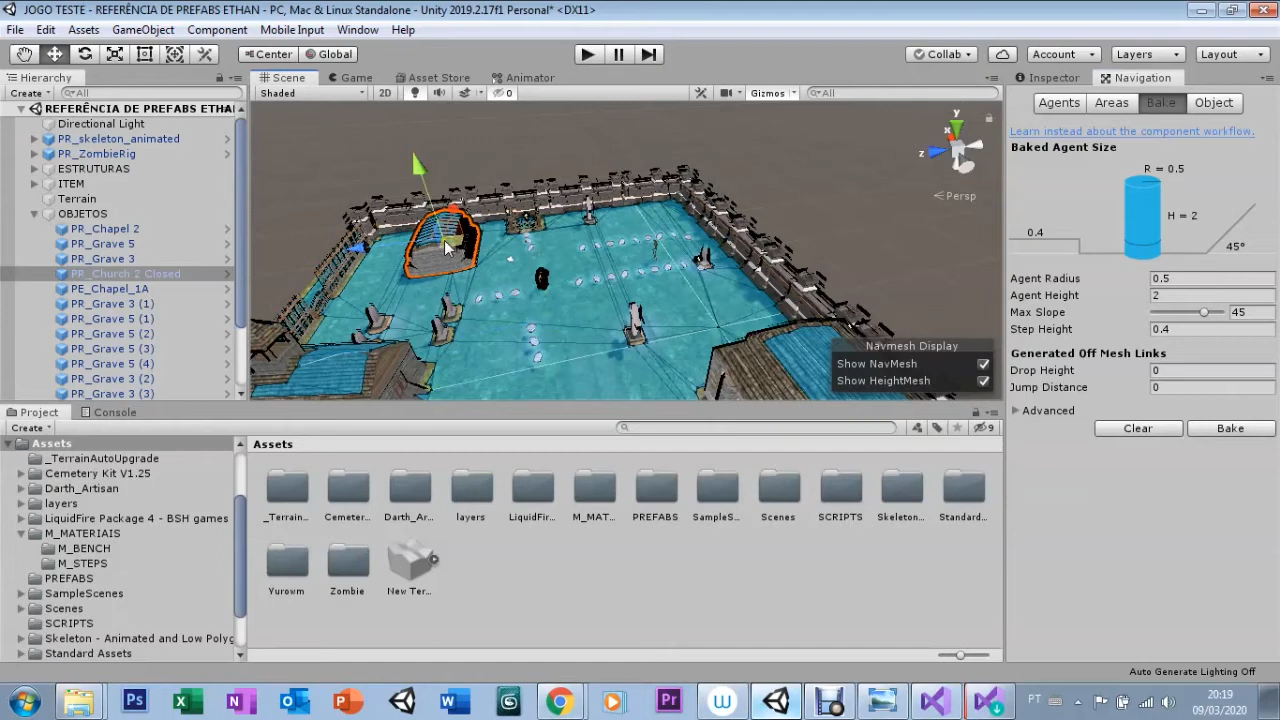 JOGO TESTE - REFERÊNCIA DE PREFABS ETHAN - PC, Mac & Linux Standalone - Unity 2019.2.17f1 Personal* <DX11>
File Edit Assets GameObject Component Mobile Input Window Help
Center Global Collab Account Layers Layout
Hierarchy Scene Game Asset Store Animator Inspector Navigation
Create All Shaded 2D 0 Gizmos All
REFERÊNCIA DE PREFABS ETHAN
Directional Light
PR_skeleton_animated
PR_ZombieRig
ESTRUTURAS
ITEM
Terrain
OBJETOS
PR_Chapel 2
PR_Grave 5
PR_Grave 3
PR_Church 2 Closed
PE_Chapel_1A
PR_Grave 3 (1)
PR_Grave 5 (1)
PR_Grave 5 (2)
PR_Grave 5 (3)
PR_Grave 5 (4)
PR_Grave 3 (2)
PR_Grave 3 (3)
y
x
z
Persp
Navmesh Display
Show NavMesh
Show HeightMesh
Agents Areas Bake Object
Learn instead about the component workflow.
Baked Agent Size
R = 0.5
H = 2
0.4
45°
Agent Radius 0.5
Agent Height 2
Max Slope 45
Step Height 0.4
Generated Off Mesh Links
Drop Height 0
Jump Distance 0
Advanced
Clear Bake
Project Console
Create 9
Assets
_TerrainAutoUpgrade
Cemetery Kit V1.25
Darth_Artisan
layers
LiquidFire Package 4 - BSH games
M_MATERIAIS
M_BENCH
M_STEPS
PREFABS
SampleScenes
Scenes
SCRIPTS
Skeleton - Animated and Low Polyg
Standard Assets
Assets
_Terrain... Cemeter... Darth_Ar... layers LiquidFir... M_MAT... PREFABS SampleS... Scenes SCRIPTS Skeleton... Standard...
Yurowm Zombie New Ter...
Auto Generate Lighting Off
PT
20:19
09/03/2020